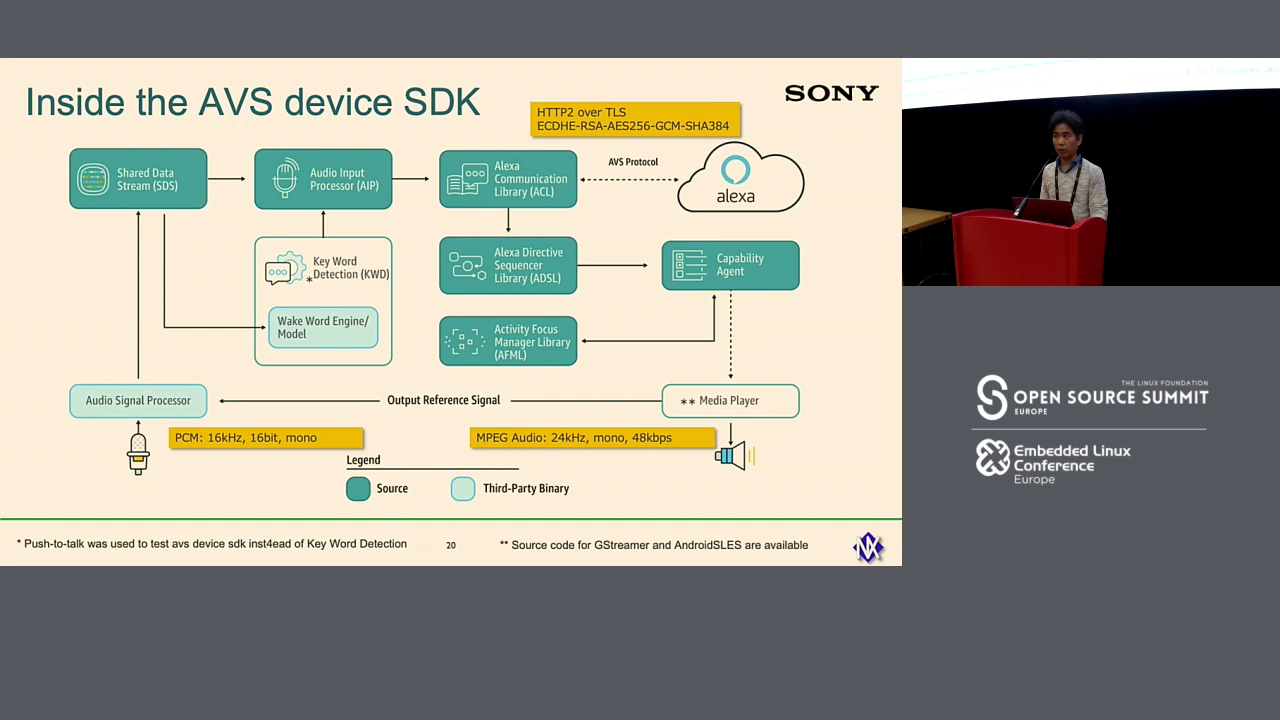 Inside the AVS device SDK
SONY
HTTP2 over TLS
ECDHE-RSA-AES256-GCM-SHA384
Shared Data
Stream (SDS)
Audio Input
Processor (AIP)
Alexa
Communication
Library (ACL)
AVS Protocol
alexa
Key Word
* Detection (KWD)
Wake Word Engine/
Model
Alexa Directive
Sequencer
Library (ADSL)
Capability
Agent
Activity Focus
Manager Library
(AFML)
Audio Signal Processor
Output Reference Signal
** Media Player
PCM: 16kHz, 16bit, mono
MPEG Audio: 24kHz, mono, 48kbps
Legend
Source
Third-Party Binary
* Push-to-talk was used to test avs device sdk inst4ead of Key Word Detection
20
** Source code for GStreamer and AndroidSLES are available
NX
THE LINUX FOUNDATION
OPEN SOURCE SUMMIT
EUROPE
Embedded Linux
Conference
Europe